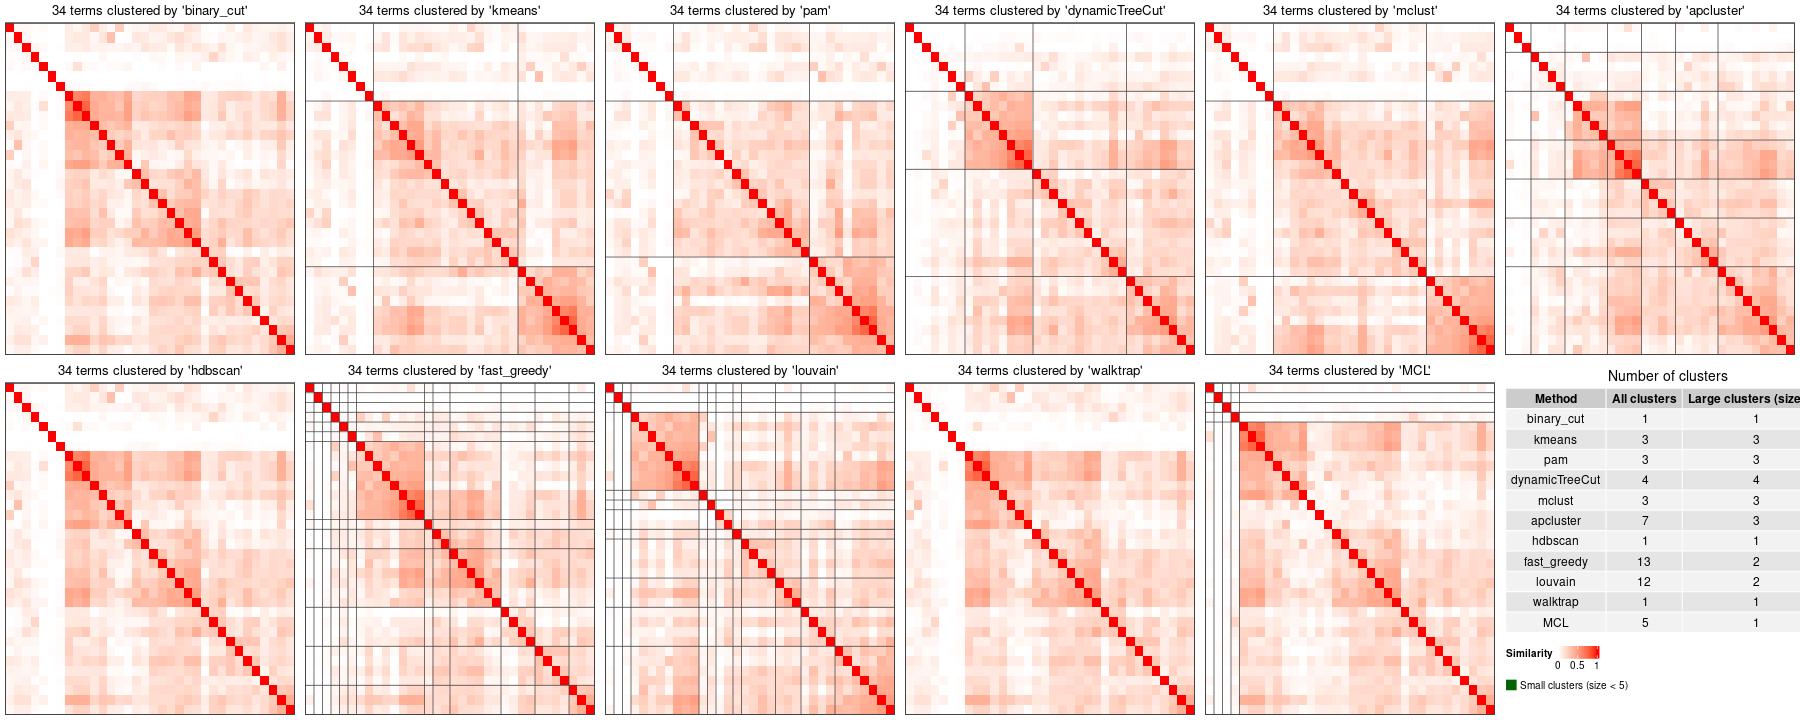 34 terms clustered by 'binary_cut'
34 terms clustered by 'kmeans'
34 terms clustered by 'pam'
34 terms clustered by 'dynamicTreeCut'
34 terms clustered by 'mclust'
34 terms clustered by 'apcluster'
34 terms clustered by 'hdbscan'
34 terms clustered by 'fast_greedy'
34 terms clustered by 'louvain'
34 terms clustered by 'walktrap'
34 terms clustered by 'MCL'
Number of clusters
Method All clusters Large clusters (size
binary_cut 1 1
kmeans 3 3
pam 3 3
dynamicTreeCut 4 4
mclust 3 3
apcluster 7 3
hdbscan 1 1
fast_greedy 13 2
louvain 12 2
walktrap 1 1
MCL 5 1
Similarity
0 0.5 1
Small clusters (size < 5)